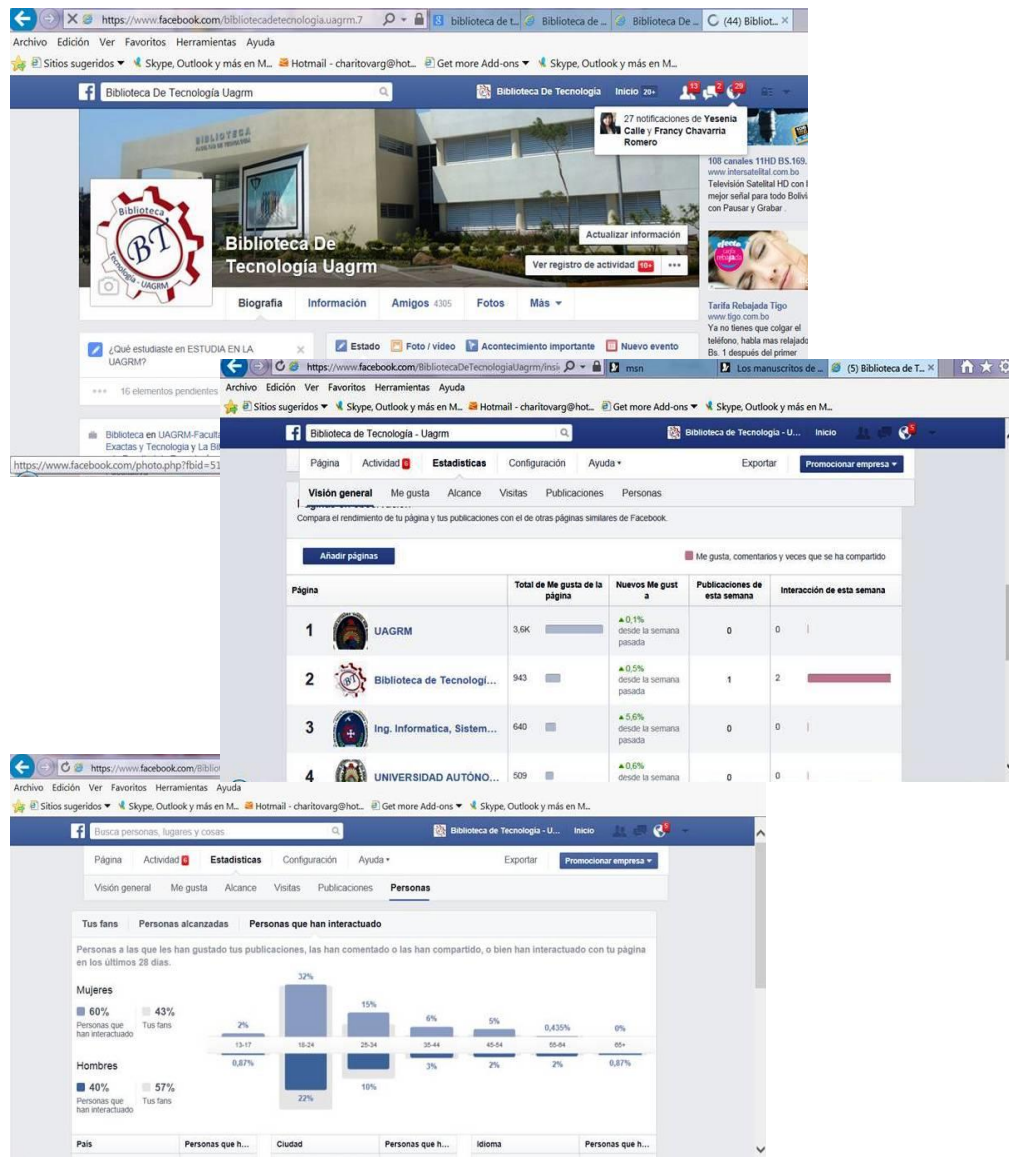 https://www.facebook.com/bibliotecadetecnologia.uagrm.7
biblioteca de t...
Biblioteca de ...
Biblioteca De ...
(44) Bibliot...
Archivo Edición Ver Favoritos Herramientas Ayuda
Sitios sugeridos Skype, Outlook y más en M... Hotmail - charitovarg@hot... Get more Add-ons Skype, Outlook y más en M...
Biblioteca De Tecnología Uagrm
Biblioteca De Tecnología Inicio 20+ 13 2 29
27 notificaciones de Yesenia
Calle y Francy Chavarria
Romero
BIBLIOTECA
108 canales 11HD BS.169.
www.intersatelital.com.bo
Televisión Satelital HD con l
mejor señal para todo Bolivi
con Pausar y Grabar .
Biblioteca
BT
Tecnología - UAGRM
Biblioteca De
Tecnología Uagrm
Actualizar información
Ver registro de actividad 10+ •••
efecto
tarifa
rebajada
Biografía Información Amigos 4305 Fotos Más
Tarifa Rebajada Tigo
www.tigo.com.bo
Ya no tienes que colgar el
teléfono, habla mas relajado
Bs. 1 después del primer
¿Qué estudiaste en ESTUDIA EN LA
UAGRM?
Estado Foto / video Acontecimiento importante Nuevo evento
••• 16 elementos pendientes
Biblioteca en UAGRM-Faculta
Exactas y Tecnología y La Bi
https://www.facebook.com/photo.php?fbid=51
https://www.facebook.com/BibliotecaDeTecnologiaUagrm/insi
msn
Los manuscritos de ...
(5) Biblioteca de T...
Archivo Edición Ver Favoritos Herramientas Ayuda
Sitios sugeridos Skype, Outlook y más en M... Hotmail - charitovarg@hot... Get more Add-ons Skype, Outlook y más en M...
Biblioteca de Tecnología - Uagrm
Biblioteca de Tecnología - U... Inicio 5
Página Actividad 6 Estadísticas Configuración Ayuda Exportar Promocionar empresa
Visión general Me gusta Alcance Visitas Publicaciones Personas
Compara el rendimiento de tu página y tus publicaciones con el de otras páginas similares de Facebook.
Añadir páginas
Me gusta, comentarios y veces que se ha compartido
Página
Total de Me gusta de la
página
Nuevos Me gust
a
Publicaciones de
esta semana
Interacción de esta semana
1 UAGRM 3,6K 0,1% desde la semana pasada 0 0
2 Biblioteca de Tecnologí... 943 0,5% desde la semana pasada 1 2
3 Ing. Informatica, Sistem... 640 5,6% desde la semana pasada 0 0
4 UNIVERSIDAD AUTÓNO... 509 0,6% desde la semana 0 0
https://www.facebook.com/Bibliot
Archivo Edición Ver Favoritos Herramientas Ayuda
Sitios sugeridos Skype, Outlook y más en M... Hotmail - charitovarg@hot... Get more Add-ons Skype, Outlook y más en M...
Busca personas, lugares y cosas
Biblioteca de Tecnología - U... Inicio 5
Página Actividad 6 Estadísticas Configuración Ayuda Exportar Promocionar empresa
Visión general Me gusta Alcance Visitas Publicaciones Personas
Tus fans Personas alcanzadas Personas que han interactuado
Personas a las que les han gustado tus publicaciones, las han comentado o las han compartido, o bien han interactuado con tu página
en los últimos 28 días.
Mujeres
60% Personas que han interactuado
43% Tus fans
2% 32% 15% 6% 5% 0,435% 0%
13-17 18-24 25-34 35-44 45-54 55-64 65+
0,87% 22% 10% 3% 2% 2% 0,87%
Hombres
40% Personas que han interactuado
57% Tus fans
País Personas que h... Ciudad Personas que h... Idioma Personas que h...